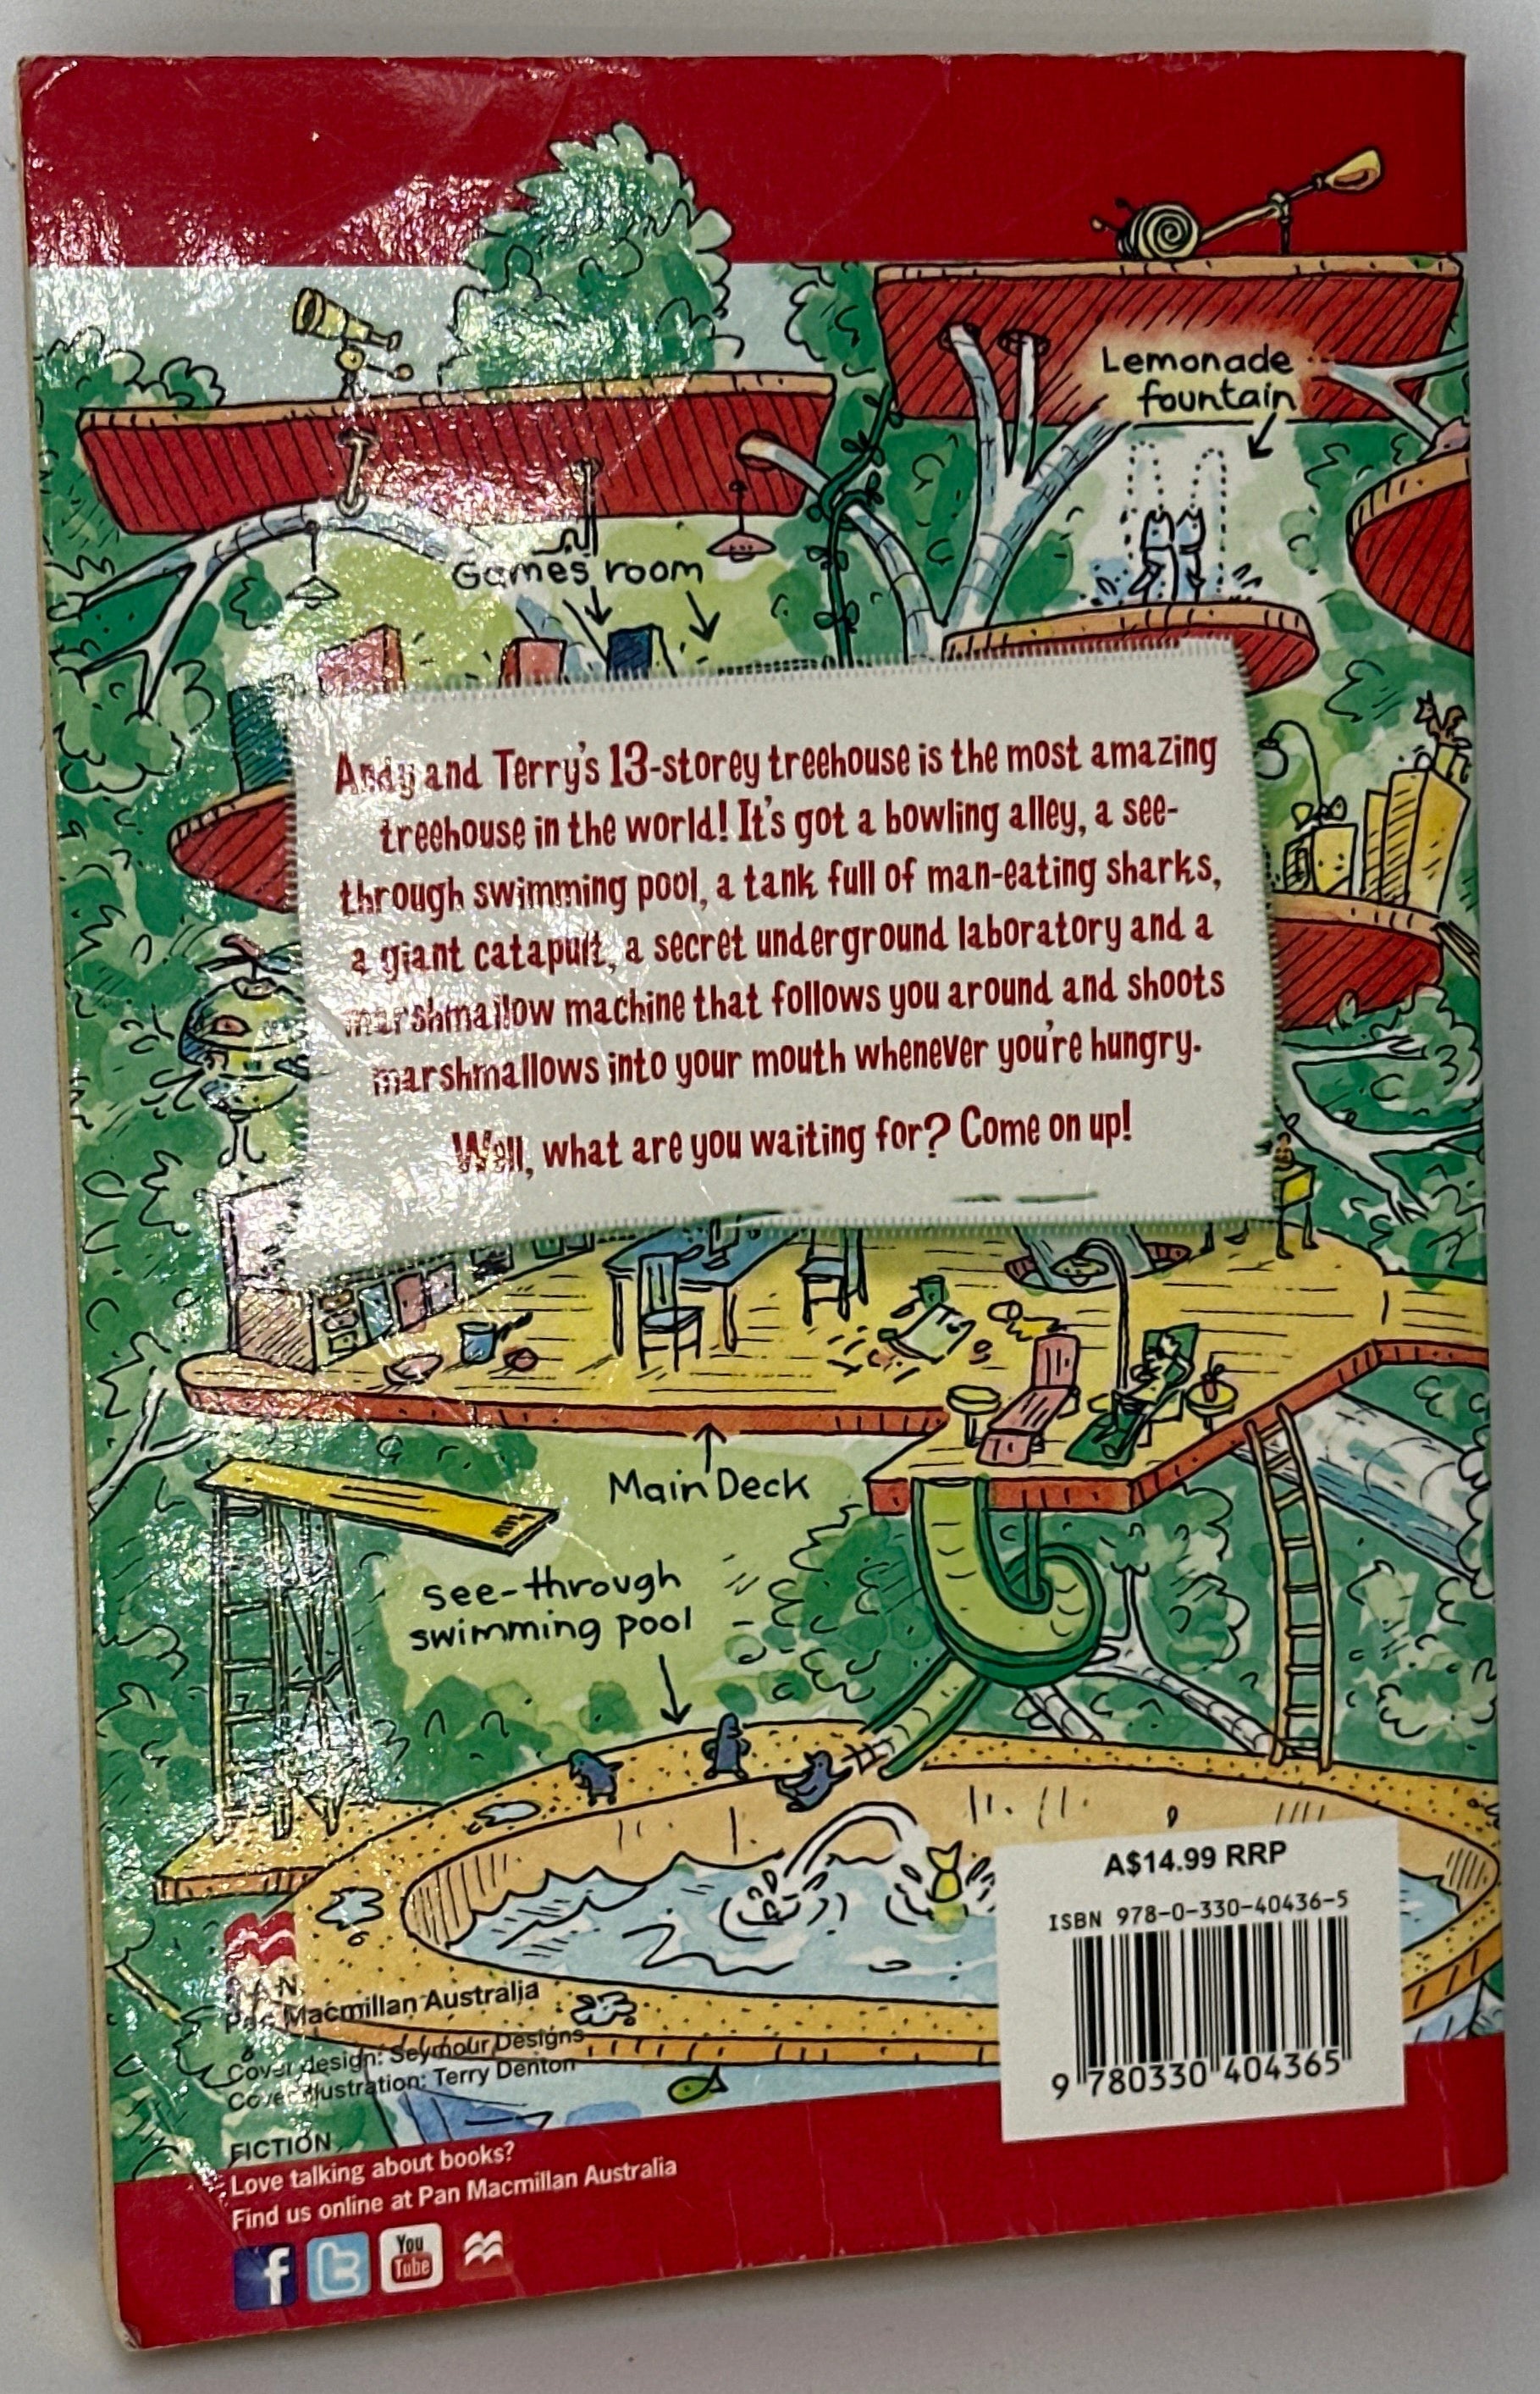 Lemonade
fountain
Games room
Andy and Terry's 13-storey treehouse is the most amazing
treehouse in the world! It's got a bowling alley, a see-
through swimming pool, a tank full of man-eating sharks,
a giant catapult, a secret underground laboratory and a
marshmallow machine that follows you around and shoots
marshmallows into your mouth whenever you're hungry.
Well, what are you waiting for? Come on up!
Main Deck
see-through
swimming pool
A$14.99 RRP
ISBN 978-0-330-40436-5
9 780330 404365
PAN
Pan Macmillan Australia
Cover design: Seymour Designs
Cover illustration: Terry Denton
FICTION
Love talking about books?
Find us online at Pan Macmillan Australia
f
t
You
Tube